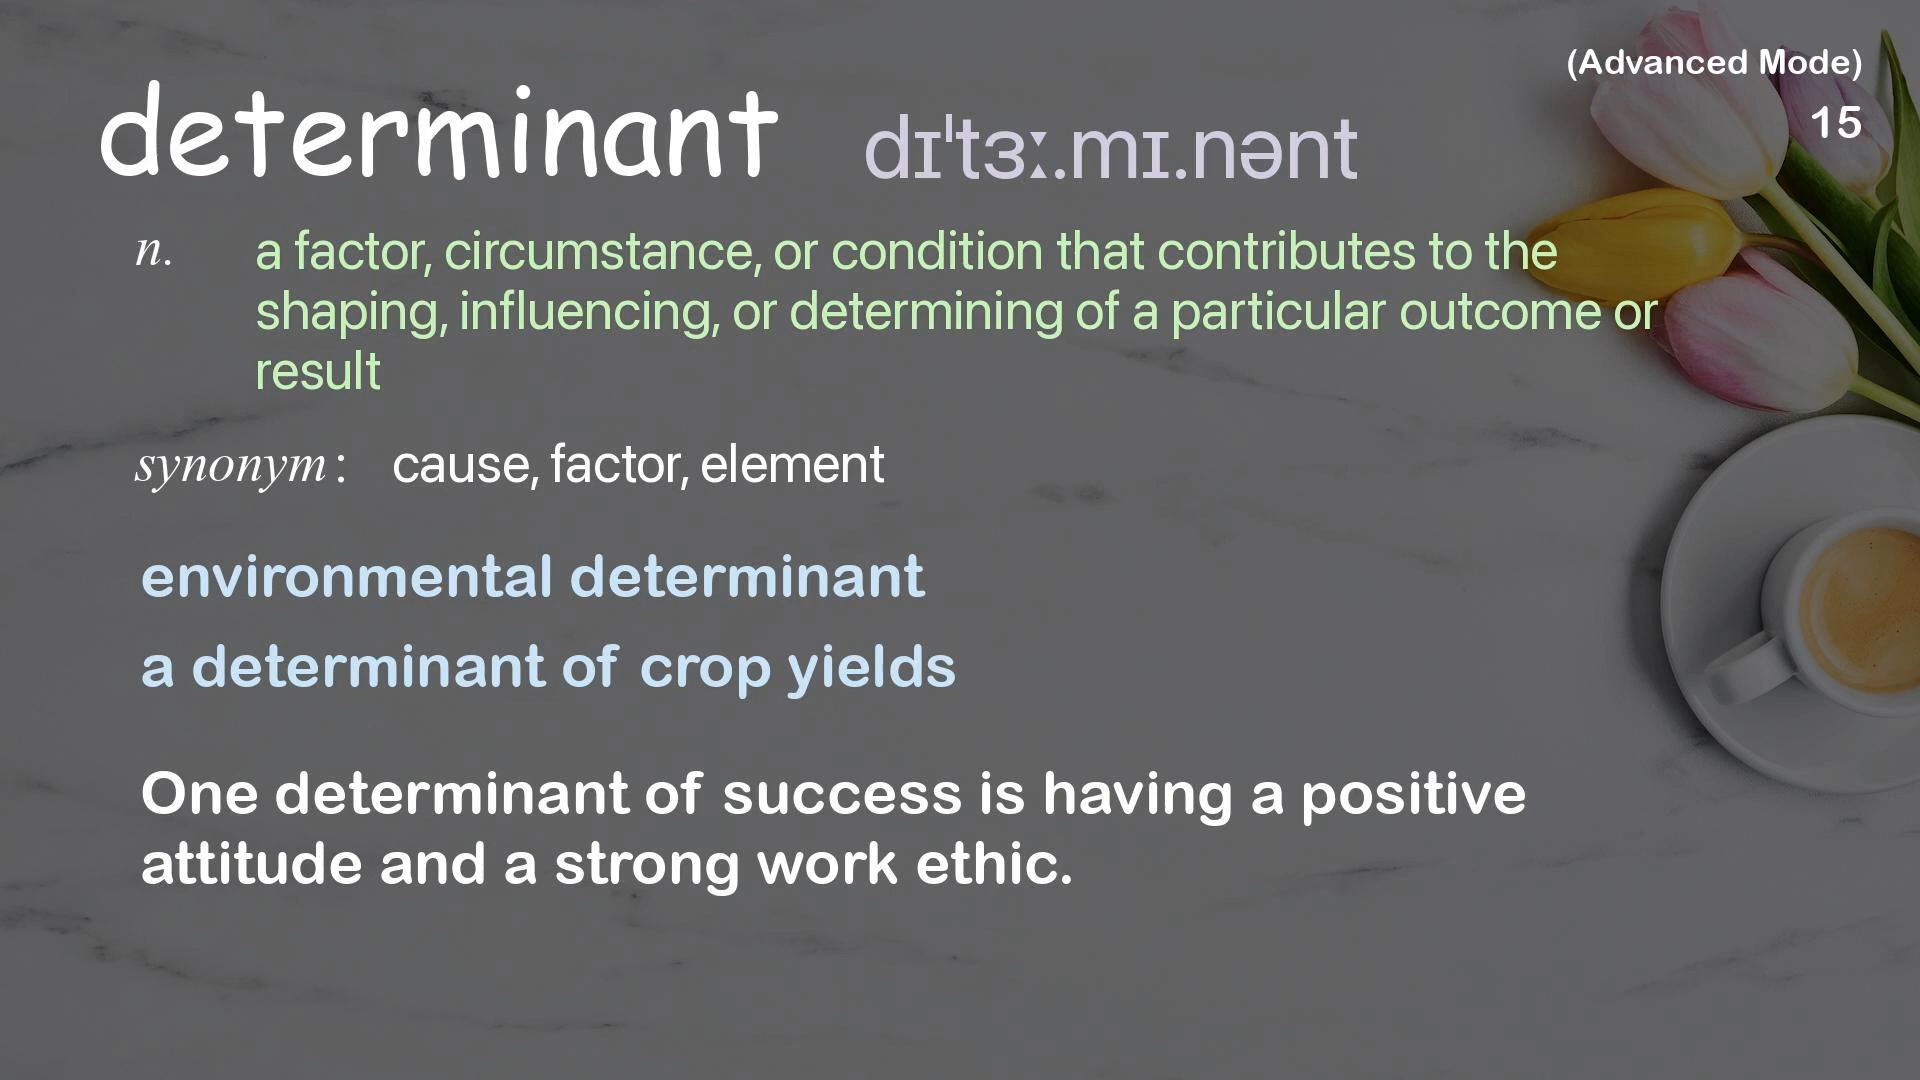 (Advanced Mode)
determinant dɪˈtɜː.mɪ.nənt
15
n. a factor, circumstance, or condition that contributes to the
shaping, influencing, or determining of a particular outcome or
result
synonym: cause, factor, element
environmental determinant
a determinant of crop yields
One determinant of success is having a positive
attitude and a strong work ethic.